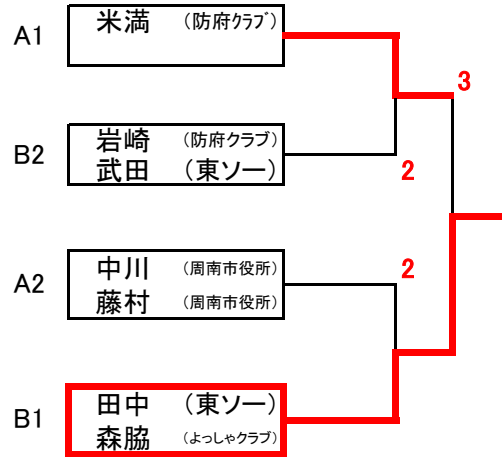 A1 米満 (防府クラブ)
3
B2 岩崎 (防府クラブ)
武田 (東ソー)
2
A2 中川 (周南市役所)
藤村 (周南市役所)
2
B1 田中 (東ソー)
森脇 (よっしゃクラブ)